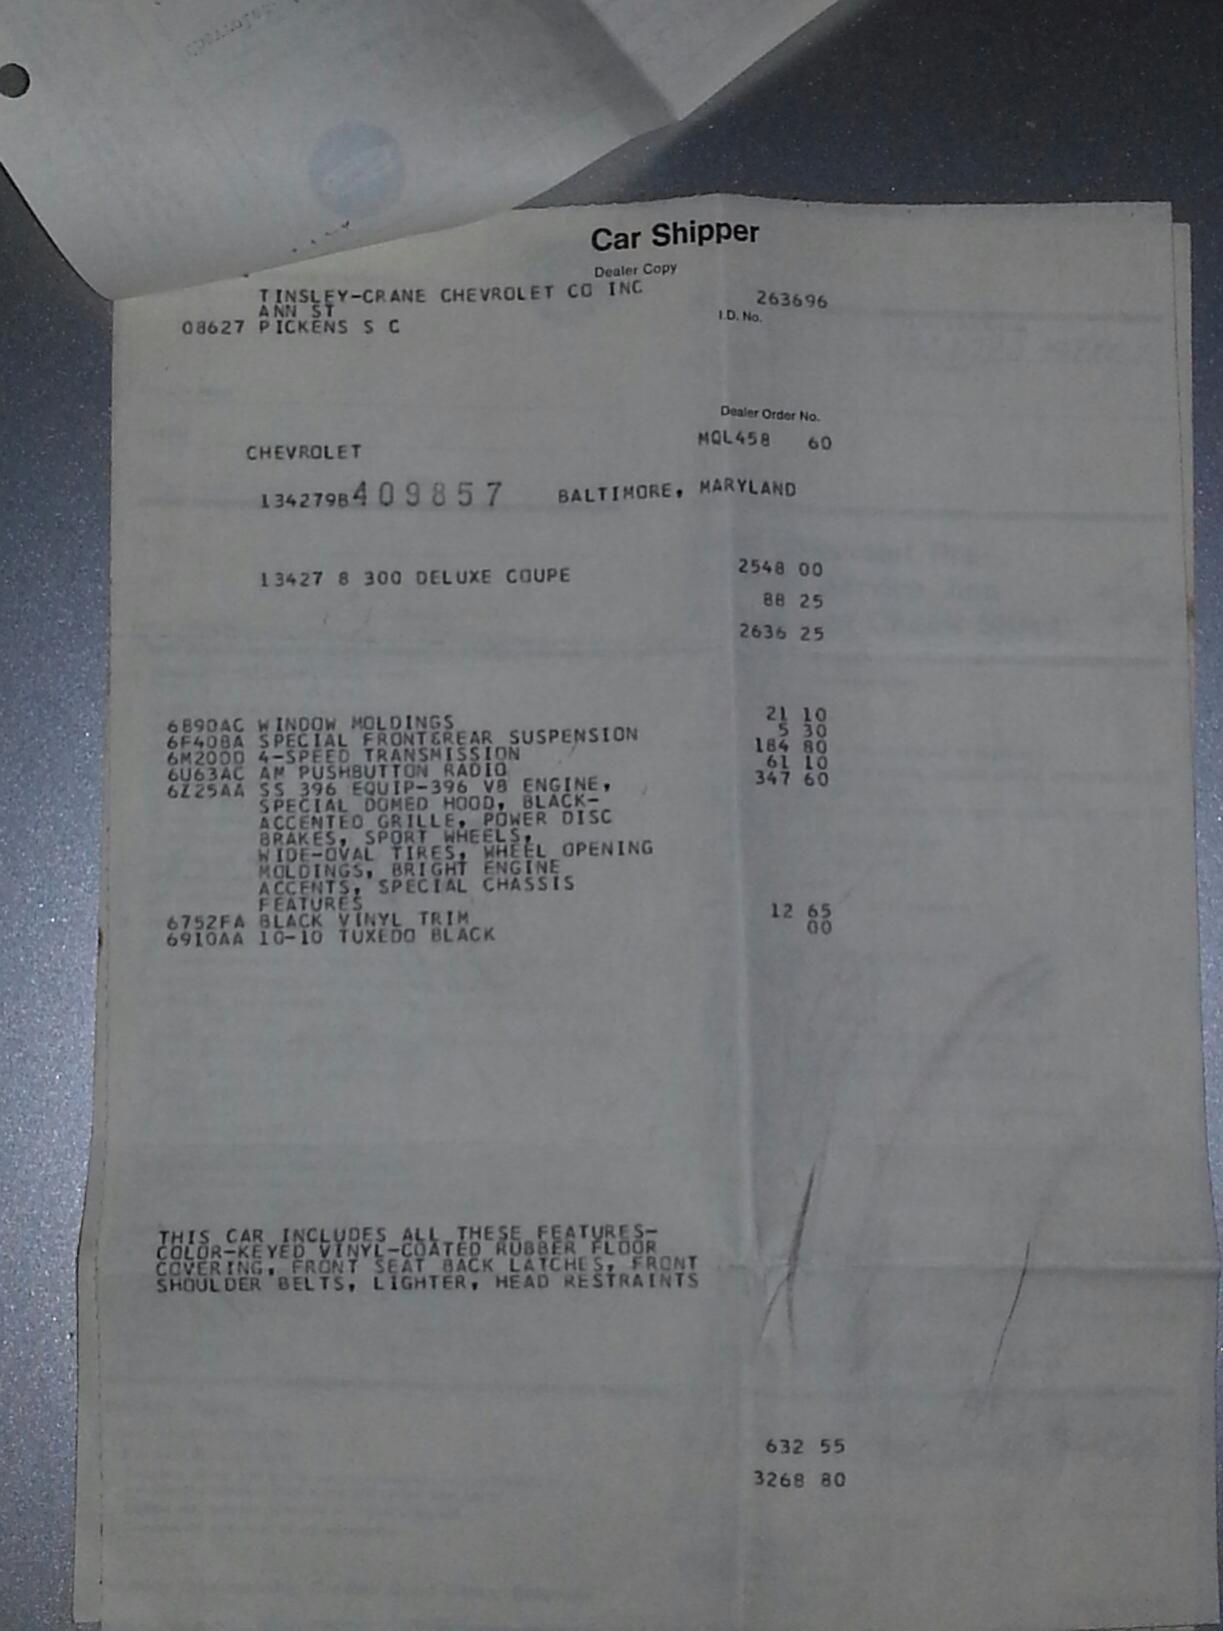 Car Shipper
Dealer Copy
TINSLEY-CRANE CHEVROLET CO INC
ANN ST
08627 PICKENS S C
263696
I.D. No.
Dealer Order No.
MQL458 60
CHEVROLET
134279B409857 BALTIMORE, MARYLAND
13427 8 300 DELUXE COUPE 2548 00
88 25
2636 25
6B90AC WINDOW MOLDINGS 21 10
6F40BA SPECIAL FRONT&REAR SUSPENSION 5 30
6M20DD 4-SPEED TRANSMISSION 184 80
6U63AC AM PUSHBUTTON RADIO 61 10
6Z25AA SS 396 EQUIP-396 V8 ENGINE, 347 60
SPECIAL DOMED HOOD, BLACK-
ACCENTED GRILLE, POWER DISC
BRAKES, SPORT WHEELS,
WIDE-OVAL TIRES, WHEEL OPENING
MOLDINGS, BRIGHT ENGINE
ACCENTS, SPECIAL CHASSIS
FEATURES
6752FA BLACK VINYL TRIM 12 65
6910AA 10-10 TUXEDO BLACK 00
THIS CAR INCLUDES ALL THESE FEATURES-
COLOR-KEYED VINYL-COATED RUBBER FLOOR
COVERING, FRONT SEAT BACK LATCHES, FRONT
SHOULDER BELTS, LIGHTER, HEAD RESTRAINTS
632 55
3268 80